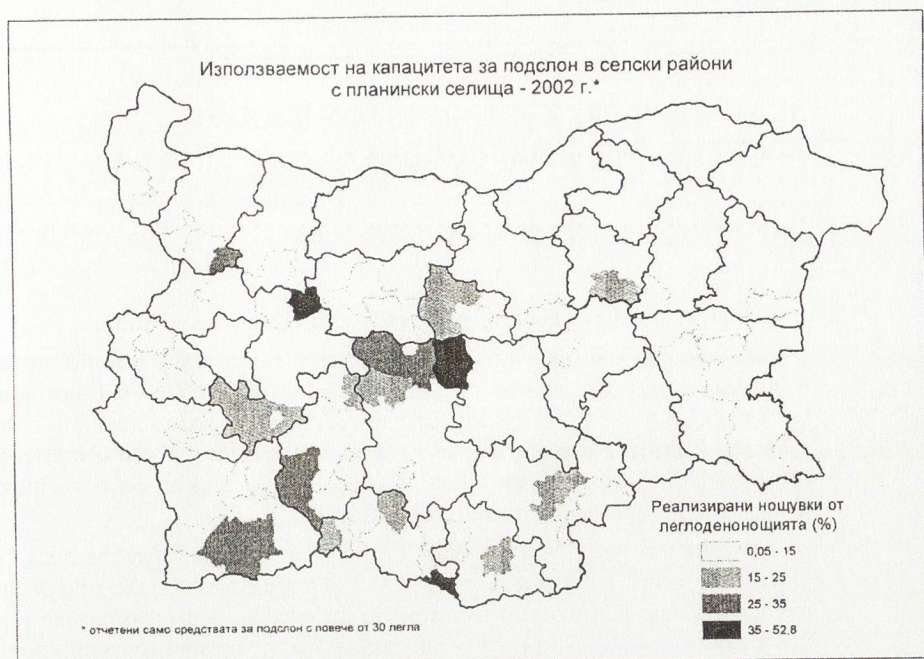 Използваемост на капацитета за подслон в селски райони
с планински селища - 2002 г.*
Реализирани нощувки от
леглоденонощията (%)
0,05 - 15
15 - 25
25 - 35
35 - 52,8
* отчетени само средствата за подслон с повече от 30 легла